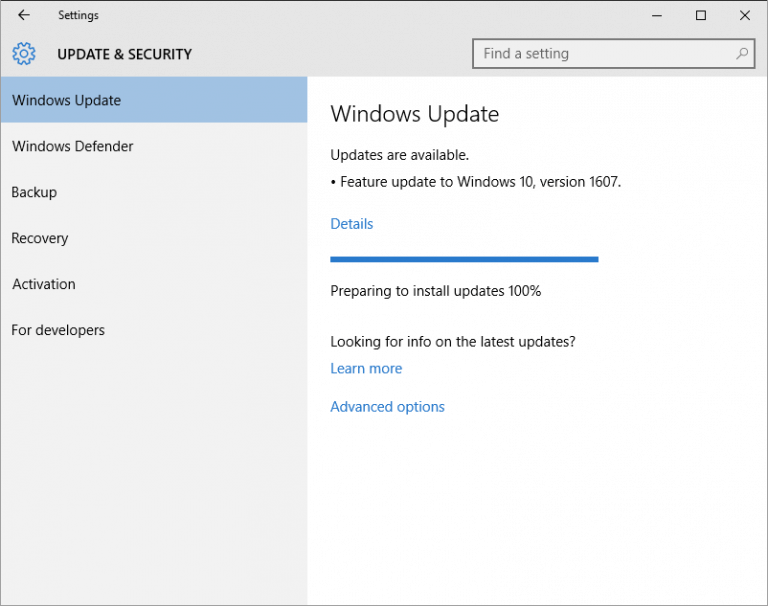 Settings
UPDATE & SECURITY
Find a setting
Windows Update
Windows Defender
Backup
Recovery
Activation
For developers
Windows Update
Updates are available.
• Feature update to Windows 10, version 1607.
Details
Preparing to install updates 100%
Looking for info on the latest updates?
Learn more
Advanced options